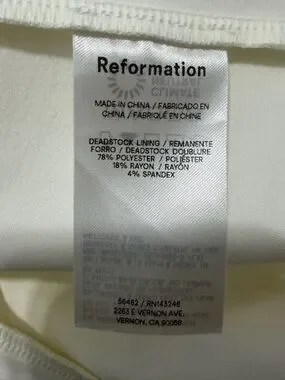 Reformation
MADE IN CHINA / FABRICADO EN
CHINA / FABRIQUÉ EN CHINE
DEADSTOCK LINING / REMANENTE
FORRO / DEADSTOCK DOUBLURE
78% POLYESTER / POLIÉSTER
18% RAYON / RAYÓN
4% SPANDEX
56462 / RN143246
2263 E VERNON AVE,
VERNON, CA 90058